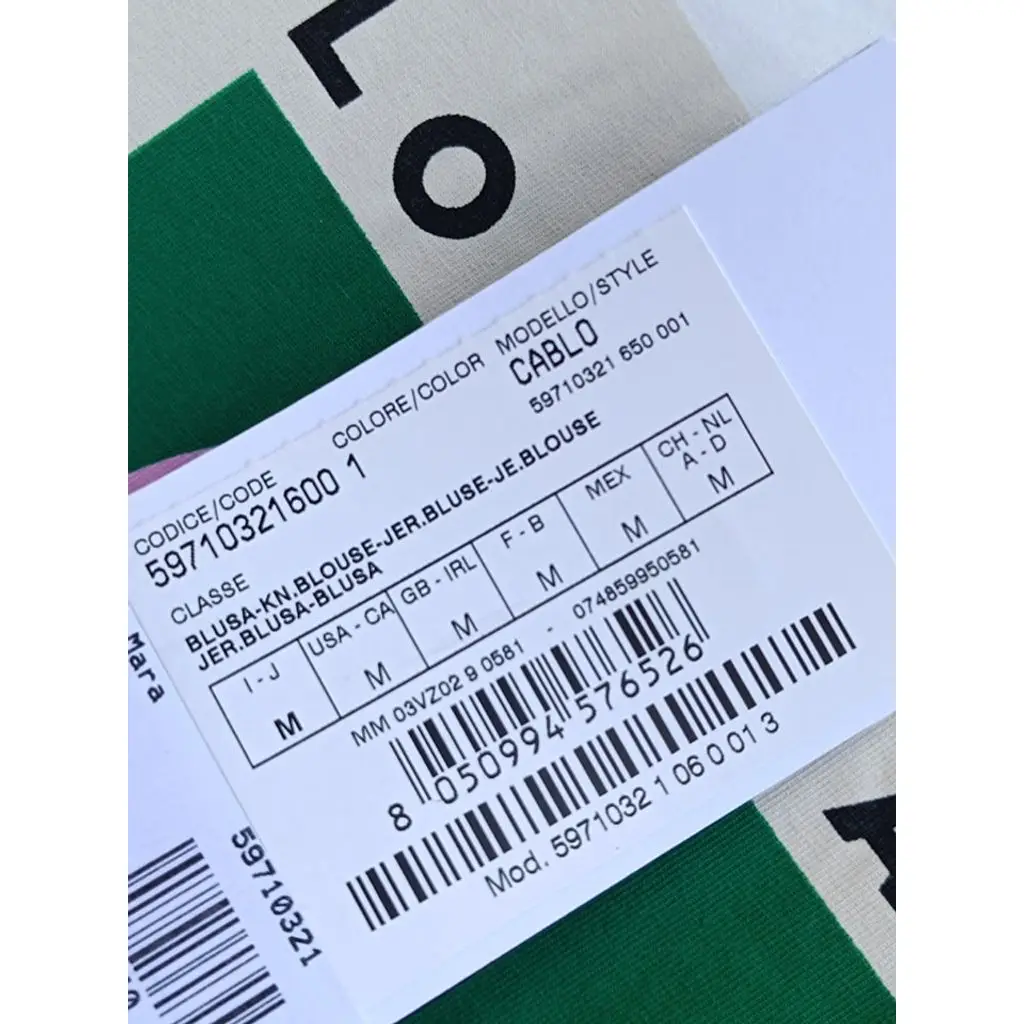 L
O
CODICE/CODE
COLORE/COLOR
MODELLO/STYLE
59710321600 1
CABLO
59710321 650 001
CLASSE
BLUSA-KN.BLOUSE-JER.BLUSE-JE.BLOUSE
JER.BLUSA-BLUSA
I - J
USA - CA
GB - IRL
F - B
MEX
CH - NL
A - D
M
M
M
M
M
M
MM 03VZ02 9 0581 - 074859950581
8 050994 576526
Mod. 5971032 1 06 0 01 3
Mara
59710321